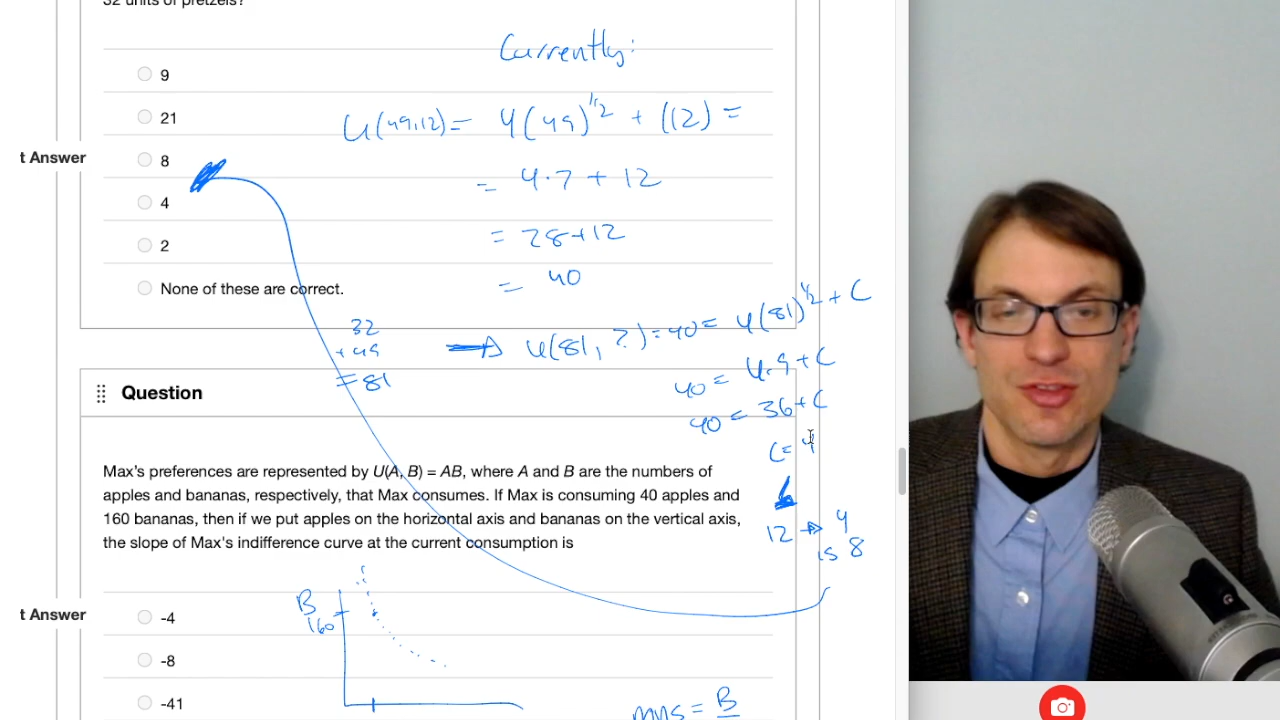 32 units of pretzels?
Currently:
9
21
8
4
2
None of these are correct.
t Answer
U(49,12) = 4(49)^1/2 + (12) =
= 4·7 + 12
= 28+12
= 40
32
+49
=81
→ U(81, ?) = 40 = 4(81)^1/2 + C
40 = 4·9 + C
40 = 36 + C
C = 4
12 → 4
is 8
Question
Max's preferences are represented by U(A, B) = AB, where A and B are the numbers of
apples and bananas, respectively, that Max consumes. If Max is consuming 40 apples and
160 bananas, then if we put apples on the horizontal axis and bananas on the vertical axis,
the slope of Max's indifference curve at the current consumption is
t Answer
-4
-8
-41
B
160
MRS = B